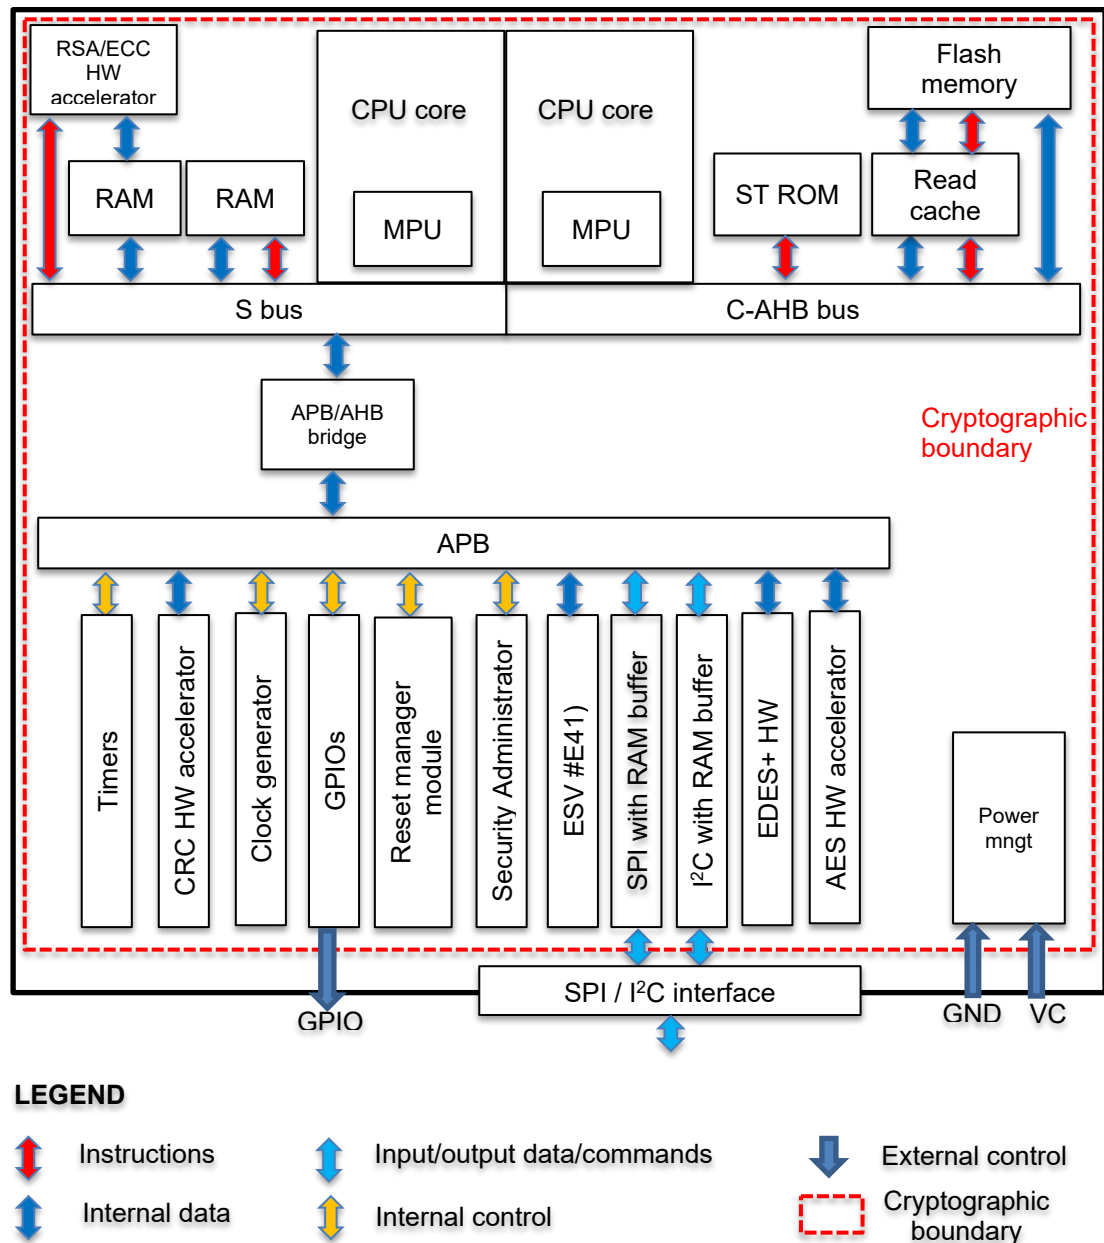 RSA/ECC
HW
accelerator
CPU core
CPU core
Flash
memory
RAM
RAM
MPU
MPU
ST ROM
Read
cache
S bus
C-AHB bus
APB/AHB
bridge
Cryptographic
boundary
APB
Timers
CRC HW accelerator
Clock generator
GPIOs
Reset manager
module
Security Administrator
ESV #E41)
SPI with RAM buffer
I²C with RAM buffer
EDES+ HW
AES HW accelerator
Power
mngt
SPI / I²C interface
GPIO
GND
VC
LEGEND
Instructions
Input/output data/commands
External control
Internal data
Internal control
Cryptographic
boundary